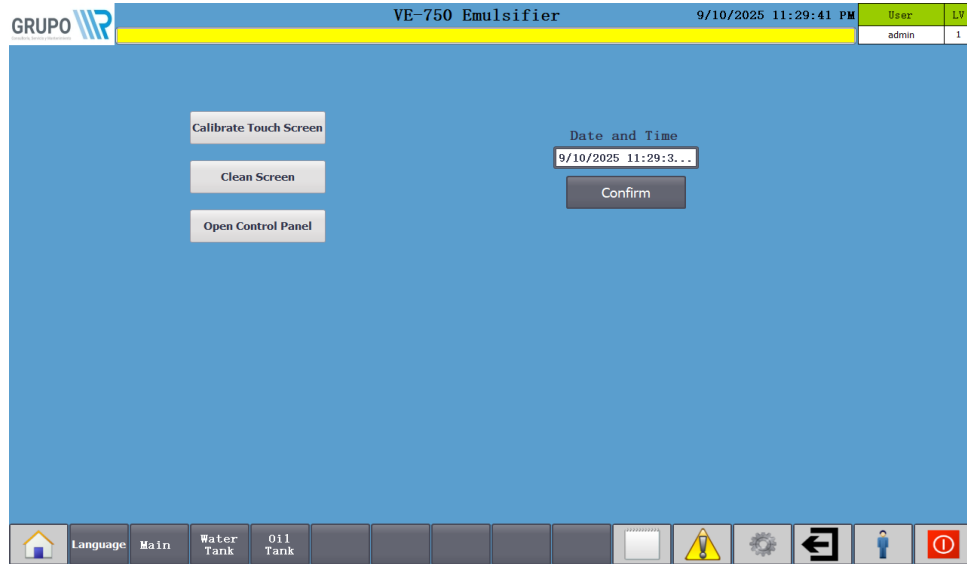 GRUPO WR
VE-750 Emulsifier
9/10/2025 11:29:41 PM
User
LV
admin
1
Calibrate Touch Screen
Clean Screen
Open Control Panel
Date and Time
9/10/2025 11:29:3...
Confirm
Language
Main
Water
Tank
Oil
Tank